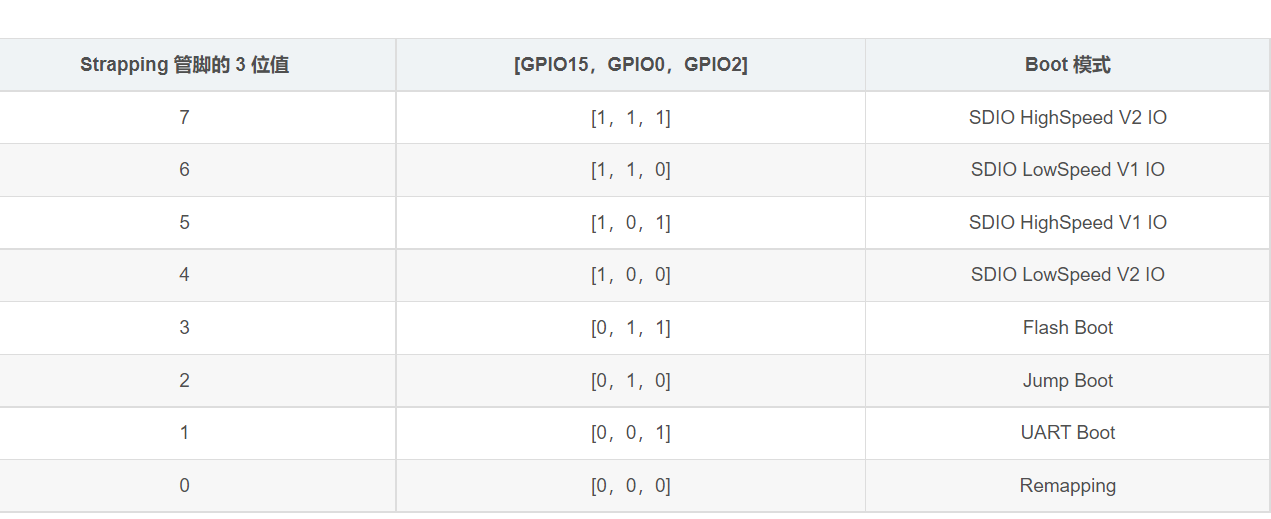 Strapping 管脚的 3 位值 [GPIO15，GPIO0，GPIO2] Boot 模式
7 [1，1，1] SDIO HighSpeed V2 IO
6 [1，1，0] SDIO LowSpeed V1 IO
5 [1，0，1] SDIO HighSpeed V1 IO
4 [1，0，0] SDIO LowSpeed V2 IO
3 [0，1，1] Flash Boot
2 [0，1，0] Jump Boot
1 [0，0，1] UART Boot
0 [0，0，0] Remapping